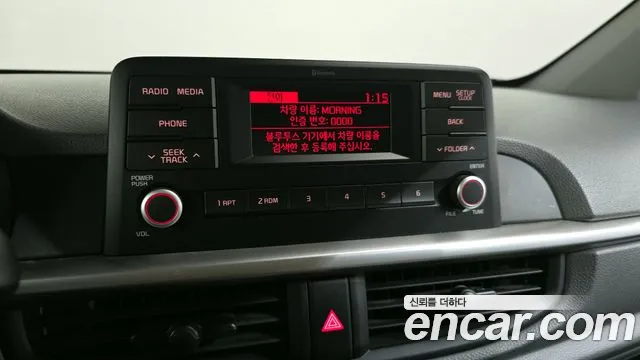 Bluetooth
RADIO MEDIA
PHONE
SEEK
TRACK
POWER
PUSH
VOL
1:15
차량 이름: MORNING
인증 번호: 0000
블루투스 기기에서 차량 이름을
검색한 후 등록해 주십시오.
1 RPT 2 RDM 3 4 5 6
MENU SETUP
CLOCK
BACK
FOLDER
ENTER
FILE TUNE
신뢰를 더하다
encar.com